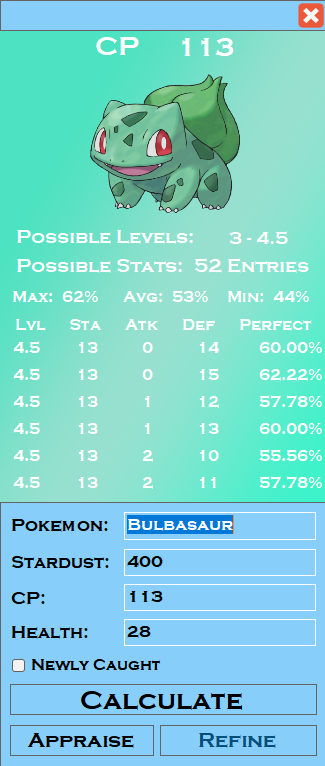 CP 113
Possible Levels: 3 - 4.5
Possible Stats: 52 Entries
Max: 62% Avg: 53% Min: 44%
Lvl Sta Atk Def Perfect
4.5 13 0 14 60.00%
4.5 13 0 15 62.22%
4.5 13 1 12 57.78%
4.5 13 1 13 60.00%
4.5 13 2 10 55.56%
4.5 13 2 11 57.78%
Pokemon: Bulbasaur
Stardust: 400
CP: 113
Health: 28
Newly Caught
Calculate
Appraise Refine